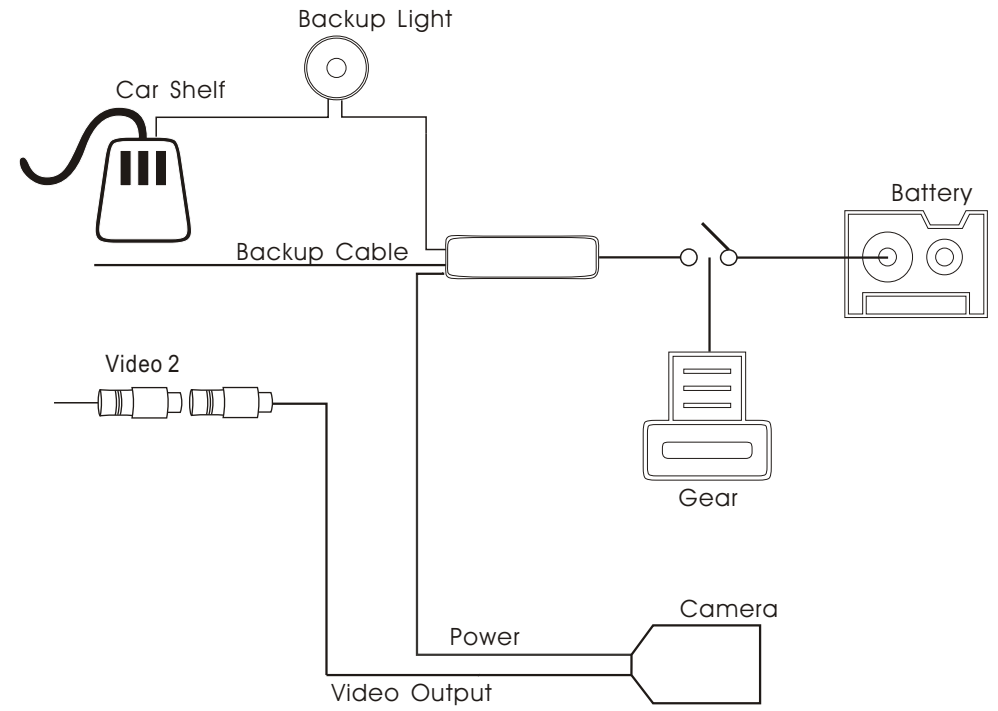 Backup Light
Car Shelf
Battery
Backup Cable
Video 2
Gear
Camera
Power
Video Output